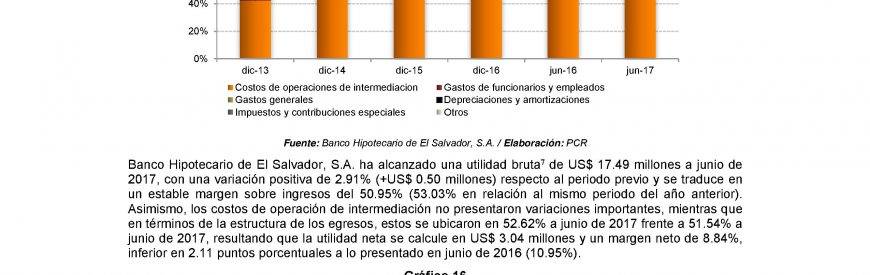 40%
20%
0%
dic-13 dic-14 dic-15 dic-16 jun-16 jun-17
Costos de operaciones de intermediacion Gastos de funcionarios y empleados
Gastos generales Depreciaciones y amortizaciones
Impuestos y contribuciones especiales Otros
Fuente: Banco Hipotecario de El Salvador, S.A. / Elaboración: PCR
Banco Hipotecario de El Salvador, S.A. ha alcanzado una utilidad bruta⁷ de US$ 17.49 millones a junio de
2017, con una variación positiva de 2.91% (+US$ 0.50 millones) respecto al periodo previo y se traduce en
un estable margen sobre ingresos del 50.95% (53.03% en relación al mismo periodo del año anterior).
Asimismo, los costos de operación de intermediación no presentaron variaciones importantes, mientras que
en términos de la estructura de los egresos, estos se ubicaron en 52.62% a junio de 2017 frente a 51.54% a
junio de 2017, resultando que la utilidad neta se calcule en US$ 3.04 millones y un margen neto de 8.84%,
inferior en 2.11 puntos porcentuales a lo presentado en junio de 2016 (10.95%).
Gráfico 16